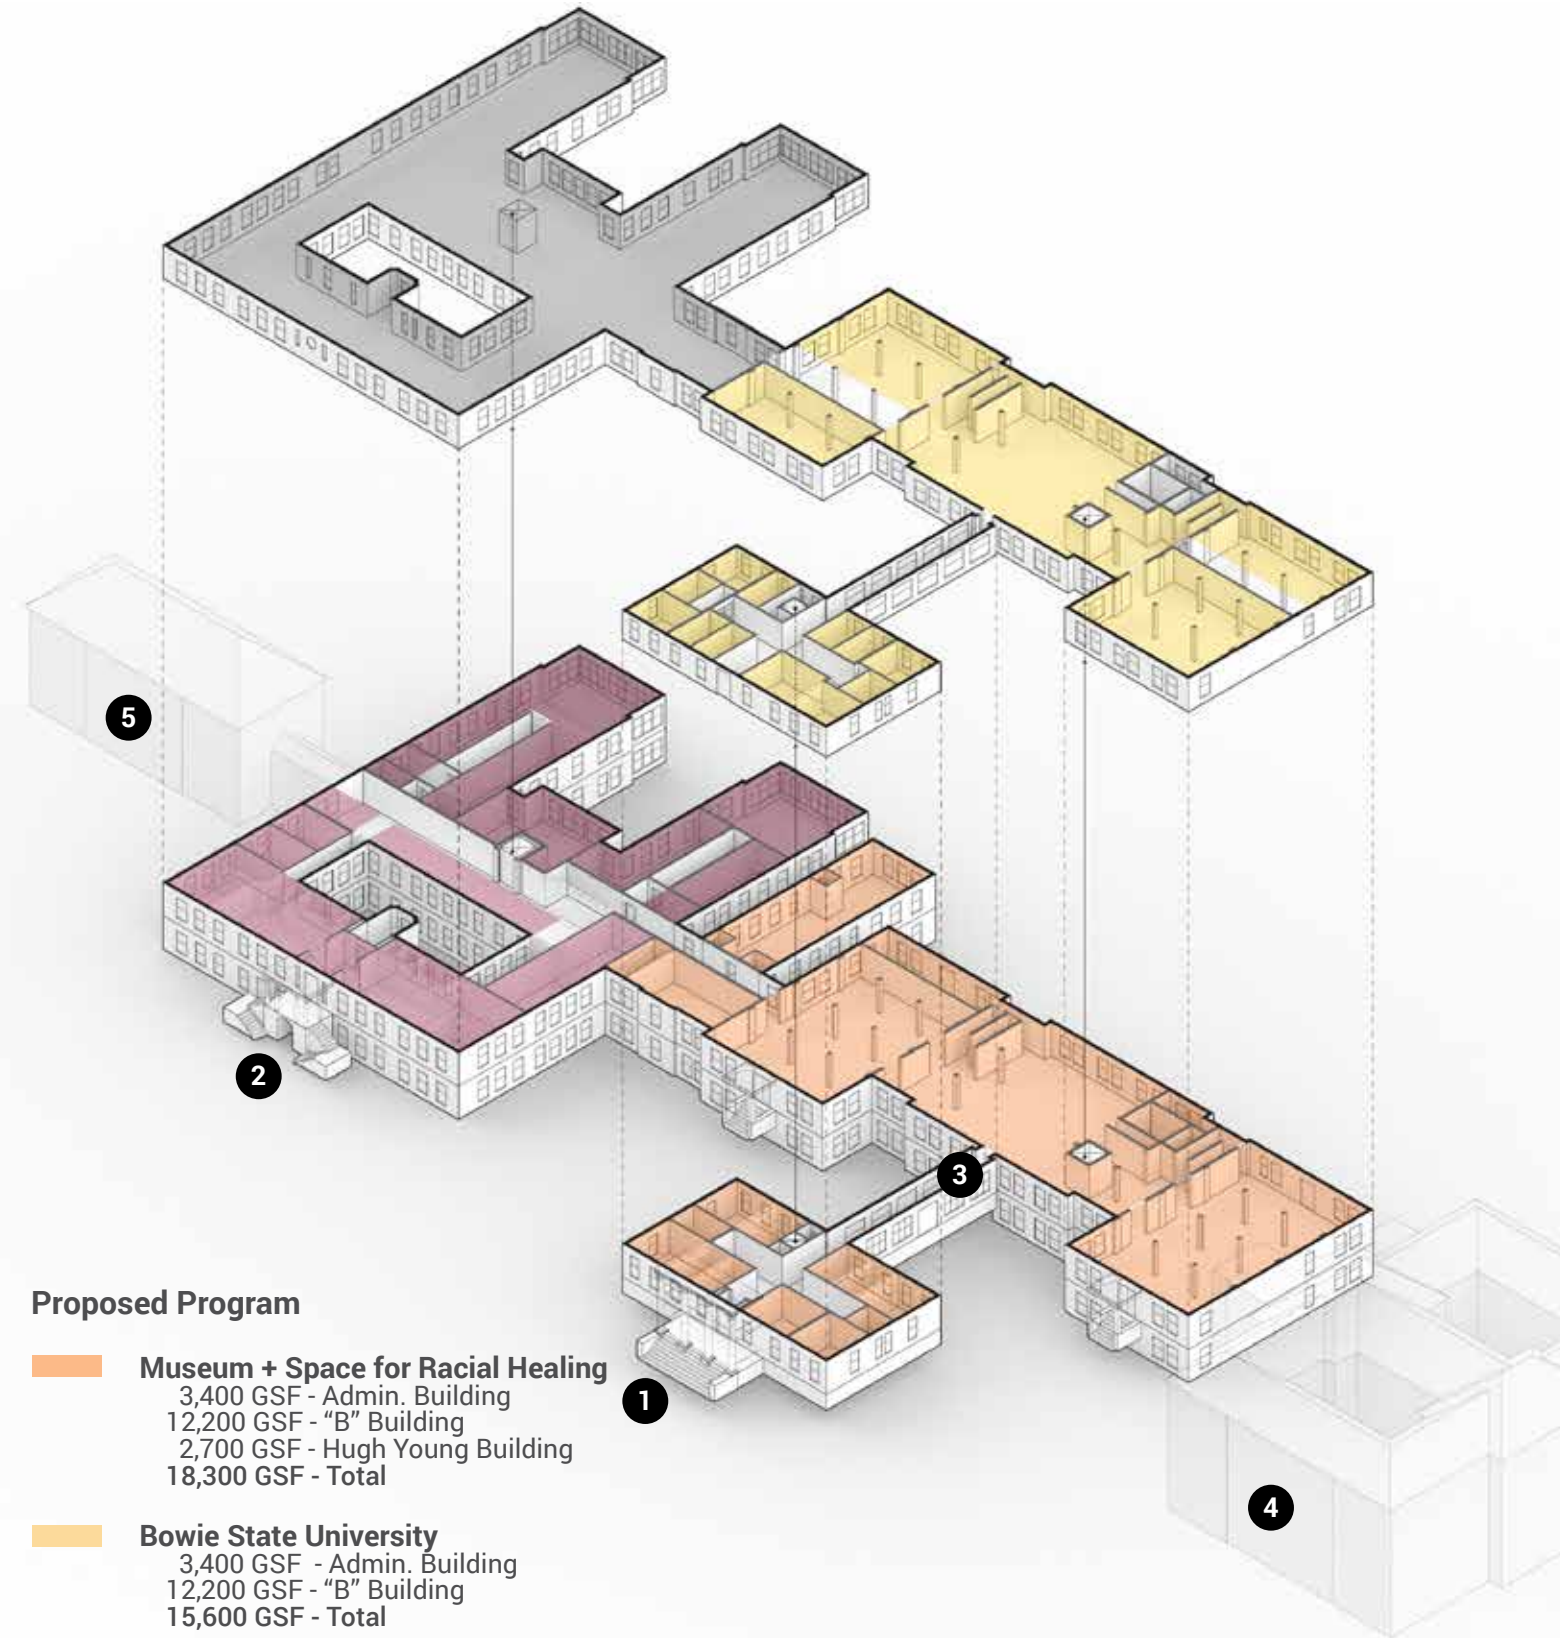 5
2
3
1
4
Proposed Program
Museum + Space for Racial Healing
3,400 GSF - Admin. Building
12,200 GSF - “B” Building
2,700 GSF - Hugh Young Building
18,300 GSF - Total
Bowie State University
3,400 GSF - Admin. Building
12,200 GSF - “B” Building
15,600 GSF - Total